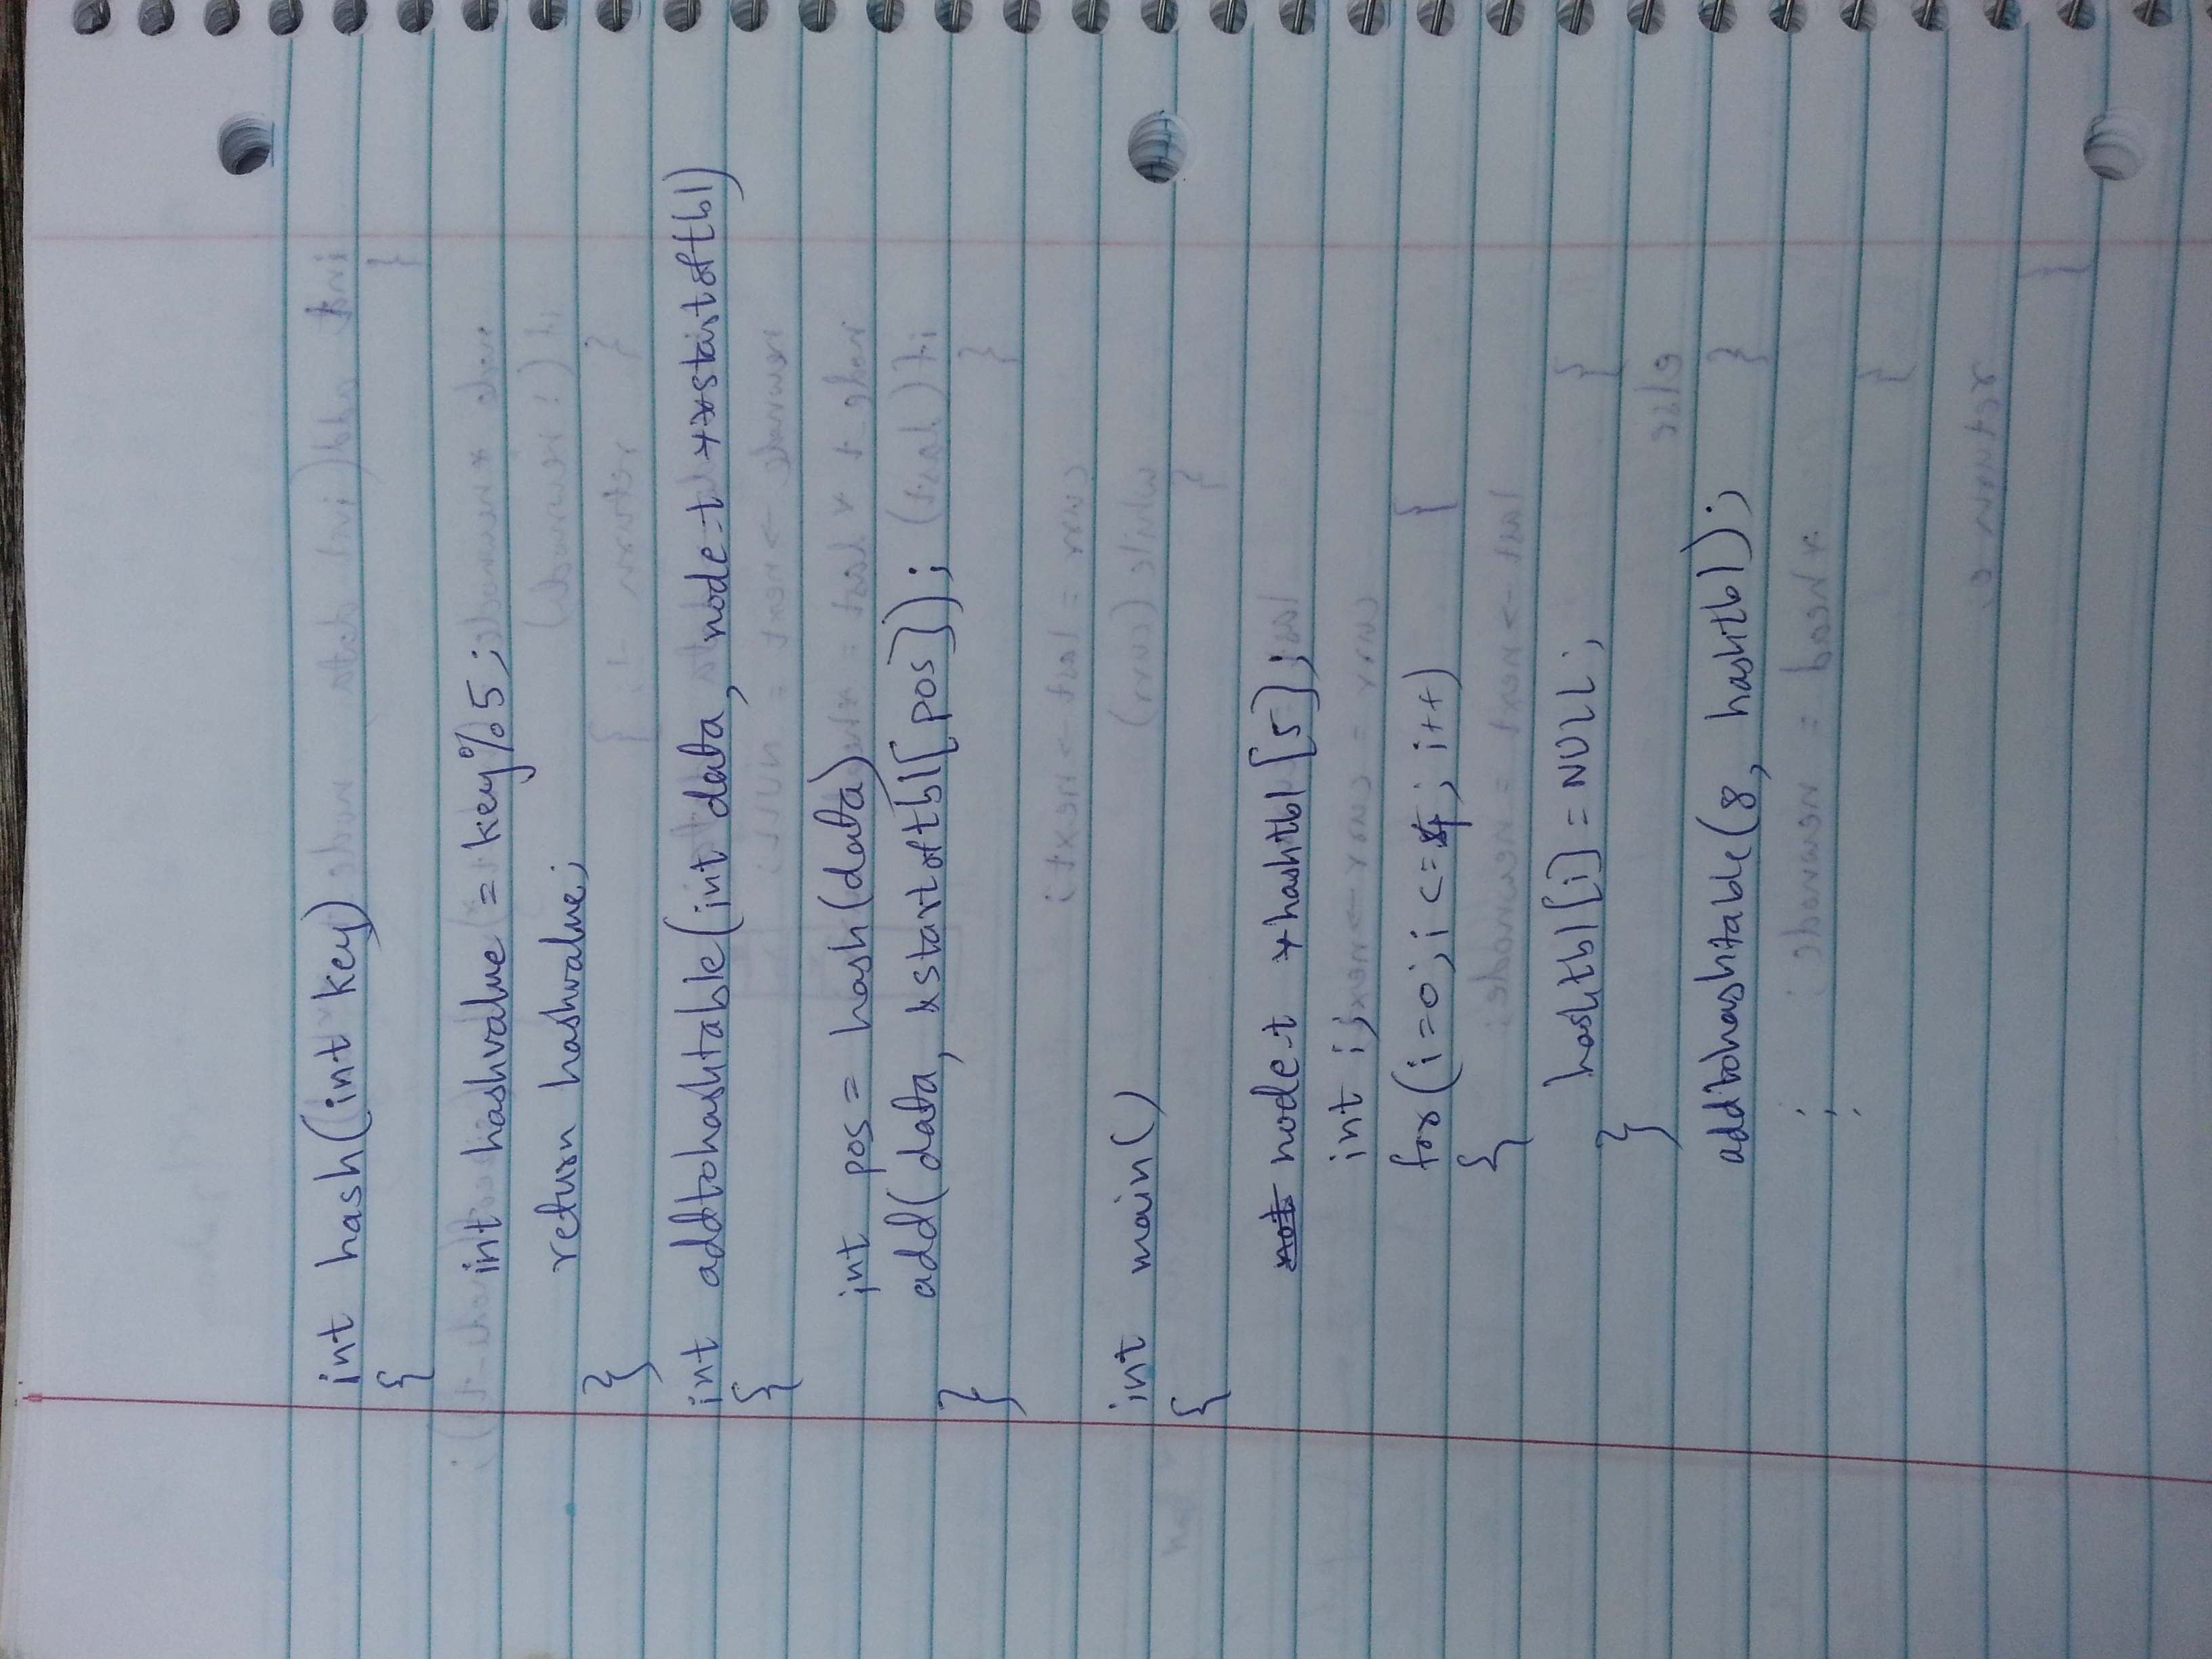 int hash(int key)
{
int hashvalue = key%5;
return hashvalue;
}
int addtohashtable(int data, node_t **startoftbl)
{
int pos = hash(data)
add(data, &startoftbl[pos]);
}
int main()
{
not node_t *hashtbl[5];
int i;
for(i=0;i<=4; i++)
{
hashtbl[i] = NULL;
}
addtohashtable(8, hashtbl);